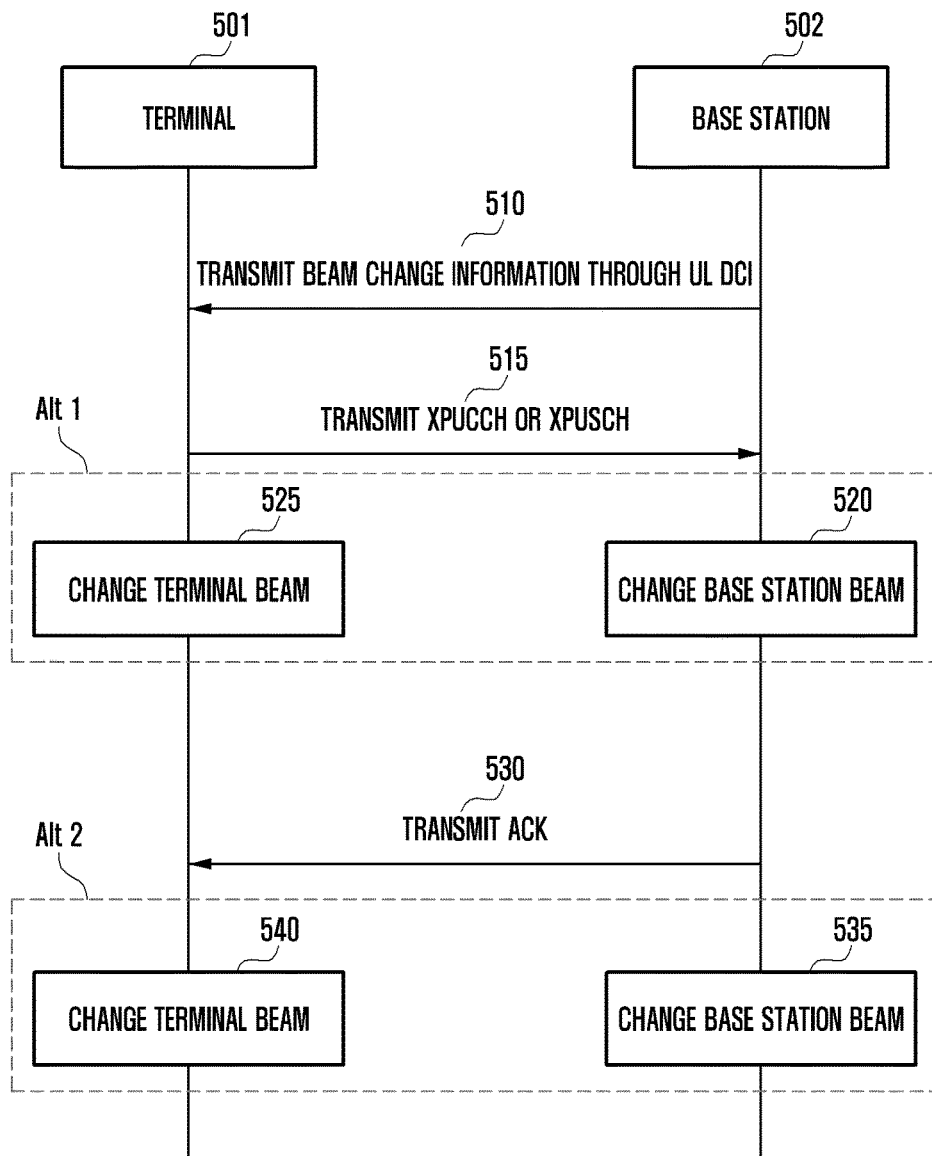 501
502
TERMINAL
BASE STATION
510
TRANSMIT BEAM CHANGE INFORMATION THROUGH UL DCI
515
Alt 1
TRANSMIT XPUCCH OR XPUSCH
525
520
CHANGE TERMINAL BEAM
CHANGE BASE STATION BEAM
530
TRANSMIT ACK
Alt 2
540
535
CHANGE TERMINAL BEAM
CHANGE BASE STATION BEAM